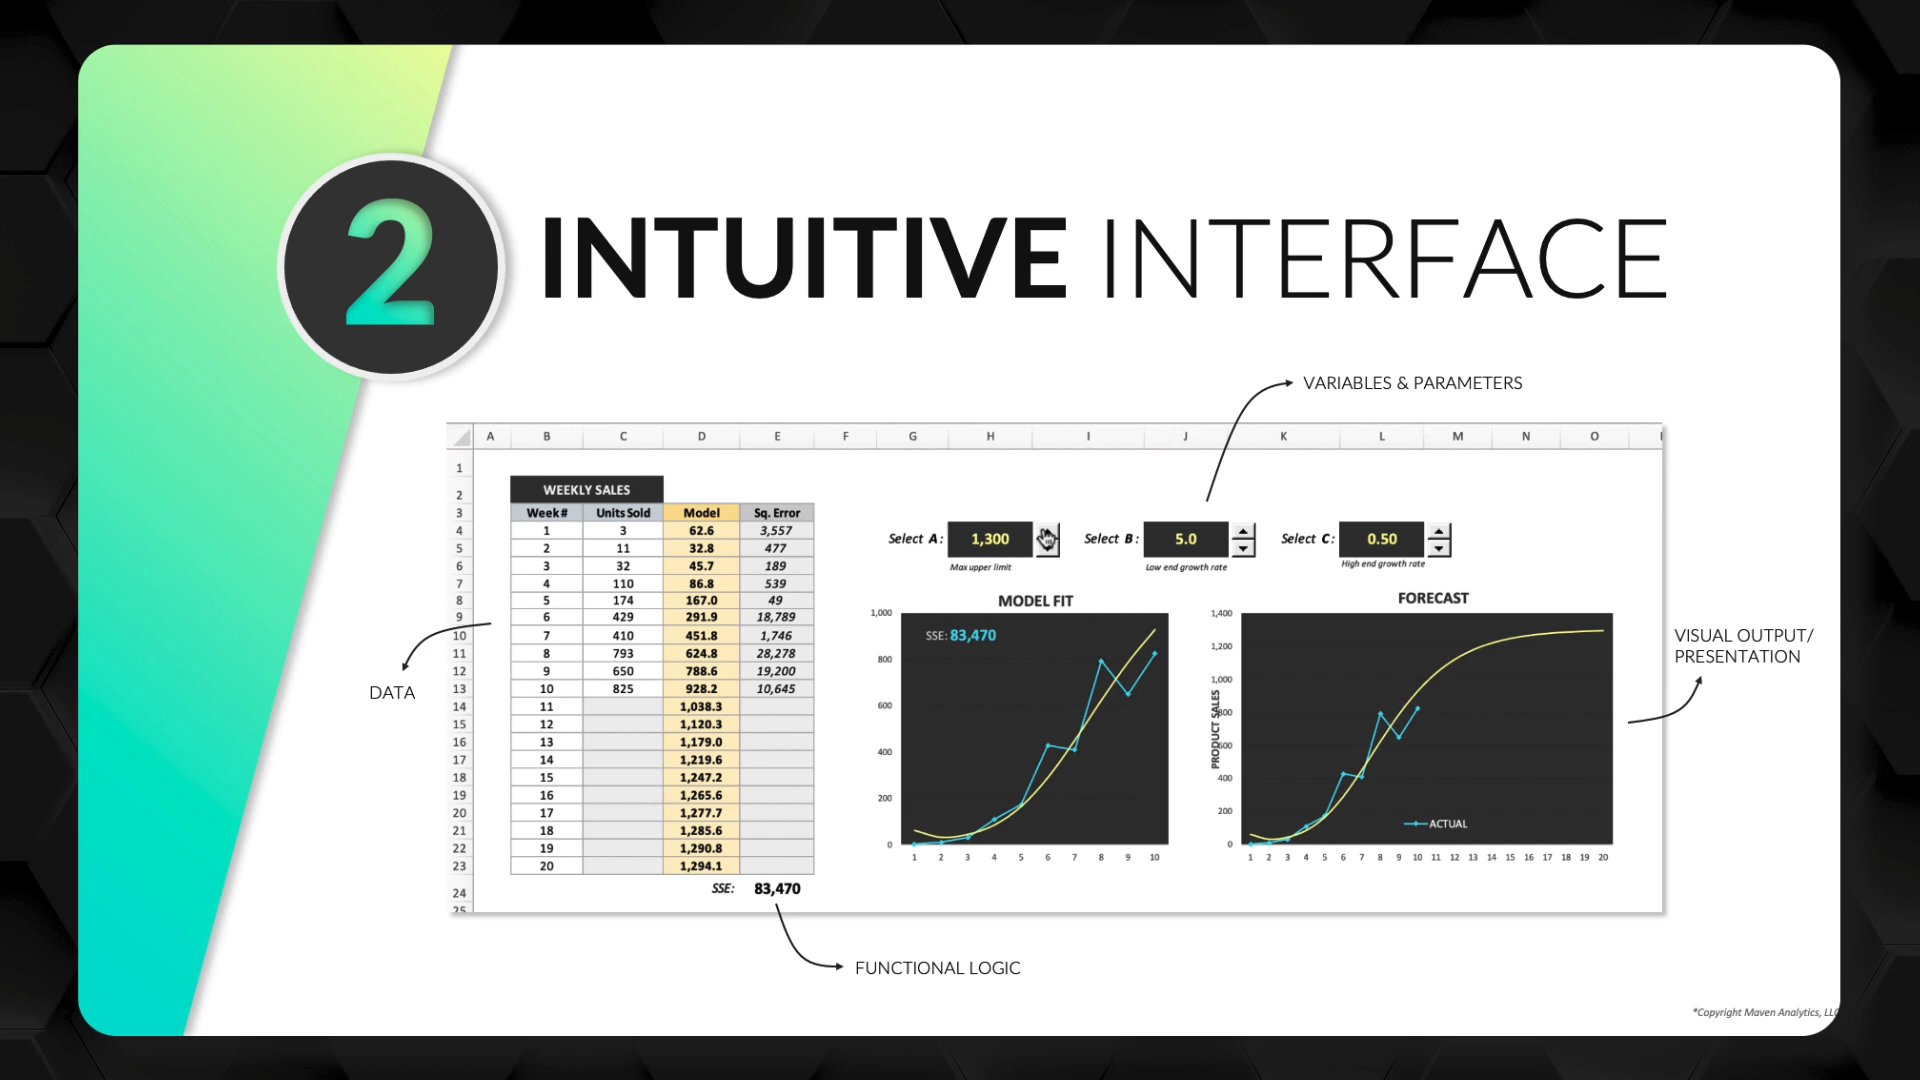 2
INTUITIVE INTERFACE
VARIABLES & PARAMETERS
A B C D E F G H I J K L M N O
1
2 WEEKLY SALES
3 Week # Units Sold Model Sq. Error
4 1 3 62.6 3,557
5 2 11 32.8 477
6 3 32 45.7 189
7 4 110 86.8 539
8 5 174 167.0 49
9 6 429 291.9 18,789
10 7 410 451.8 1,746
11 8 793 624.8 28,278
12 9 650 788.6 19,200
13 10 825 928.2 10,645
14 11 1,038.3
15 12 1,120.3
16 13 1,179.0
17 14 1,219.6
18 15 1,247.2
19 16 1,265.6
20 17 1,277.7
21 18 1,285.6
22 19 1,290.8
23 20 1,294.1
24 SSE: 83,470
25
Select A: 1,300
Max upper limit
Select B: 5.0
Low end growth rate
Select C: 0.50
High end growth rate
MODEL FIT
SSE: 83,470
1,000
800
600
400
200
0
1 2 3 4 5 6 7 8 9 10
FORECAST
PRODUCT SALES
1,400
1,200
1,000
800
600
400
200
0
ACTUAL
1 2 3 4 5 6 7 8 9 10 11 12 13 14 15 16 17 18 19 20
DATA
VISUAL OUTPUT/
PRESENTATION
FUNCTIONAL LOGIC
*Copyright Maven Analytics, LLC